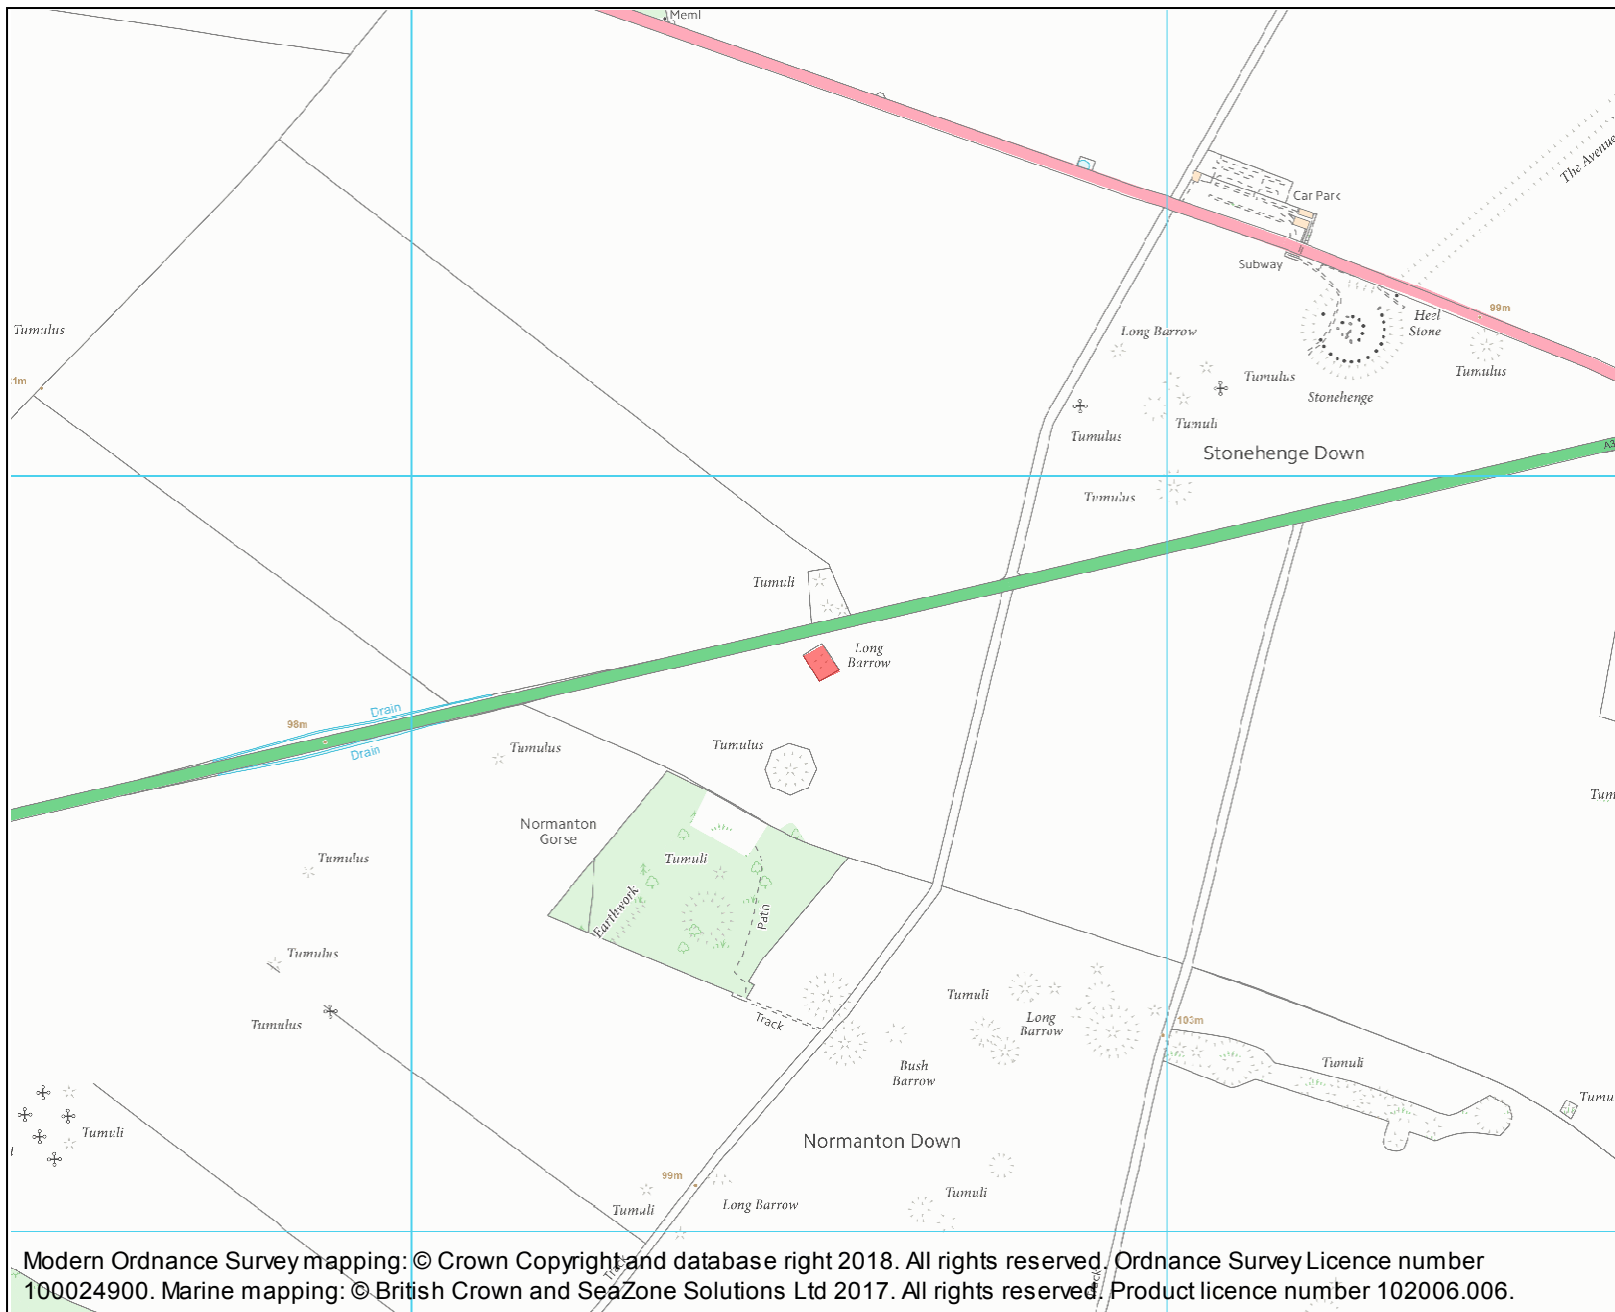 Meml
The Avenue
Car Park
Subway
99m
Heel
Stone
Tumulus
Long Barrow
Tumulus
Tumulus
Stonehenge
Tumuli
Tumulus
Stonehenge Down
Tumulus
Tumuli
Long
Barrow
Drain
98m
Drain
Tumulus
Tumulus
Normanton
Gorse
Tumulus
Tumuli
Earthwork
Path
Tumulus
Tumulus
Track
Tumuli
Long
Barrow
103m
Bush
Barrow
Tumuli
Tumuli
Normanton Down
99m
Tumuli
Long Barrow
Tumuli
Track
Modern Ordnance Survey mapping: © Crown Copyright and database right 2018. All rights reserved. Ordnance Survey Licence number
100024900. Marine mapping: © British Crown and SeaZone Solutions Ltd 2017. All rights reserved. Product licence number 102006.006.